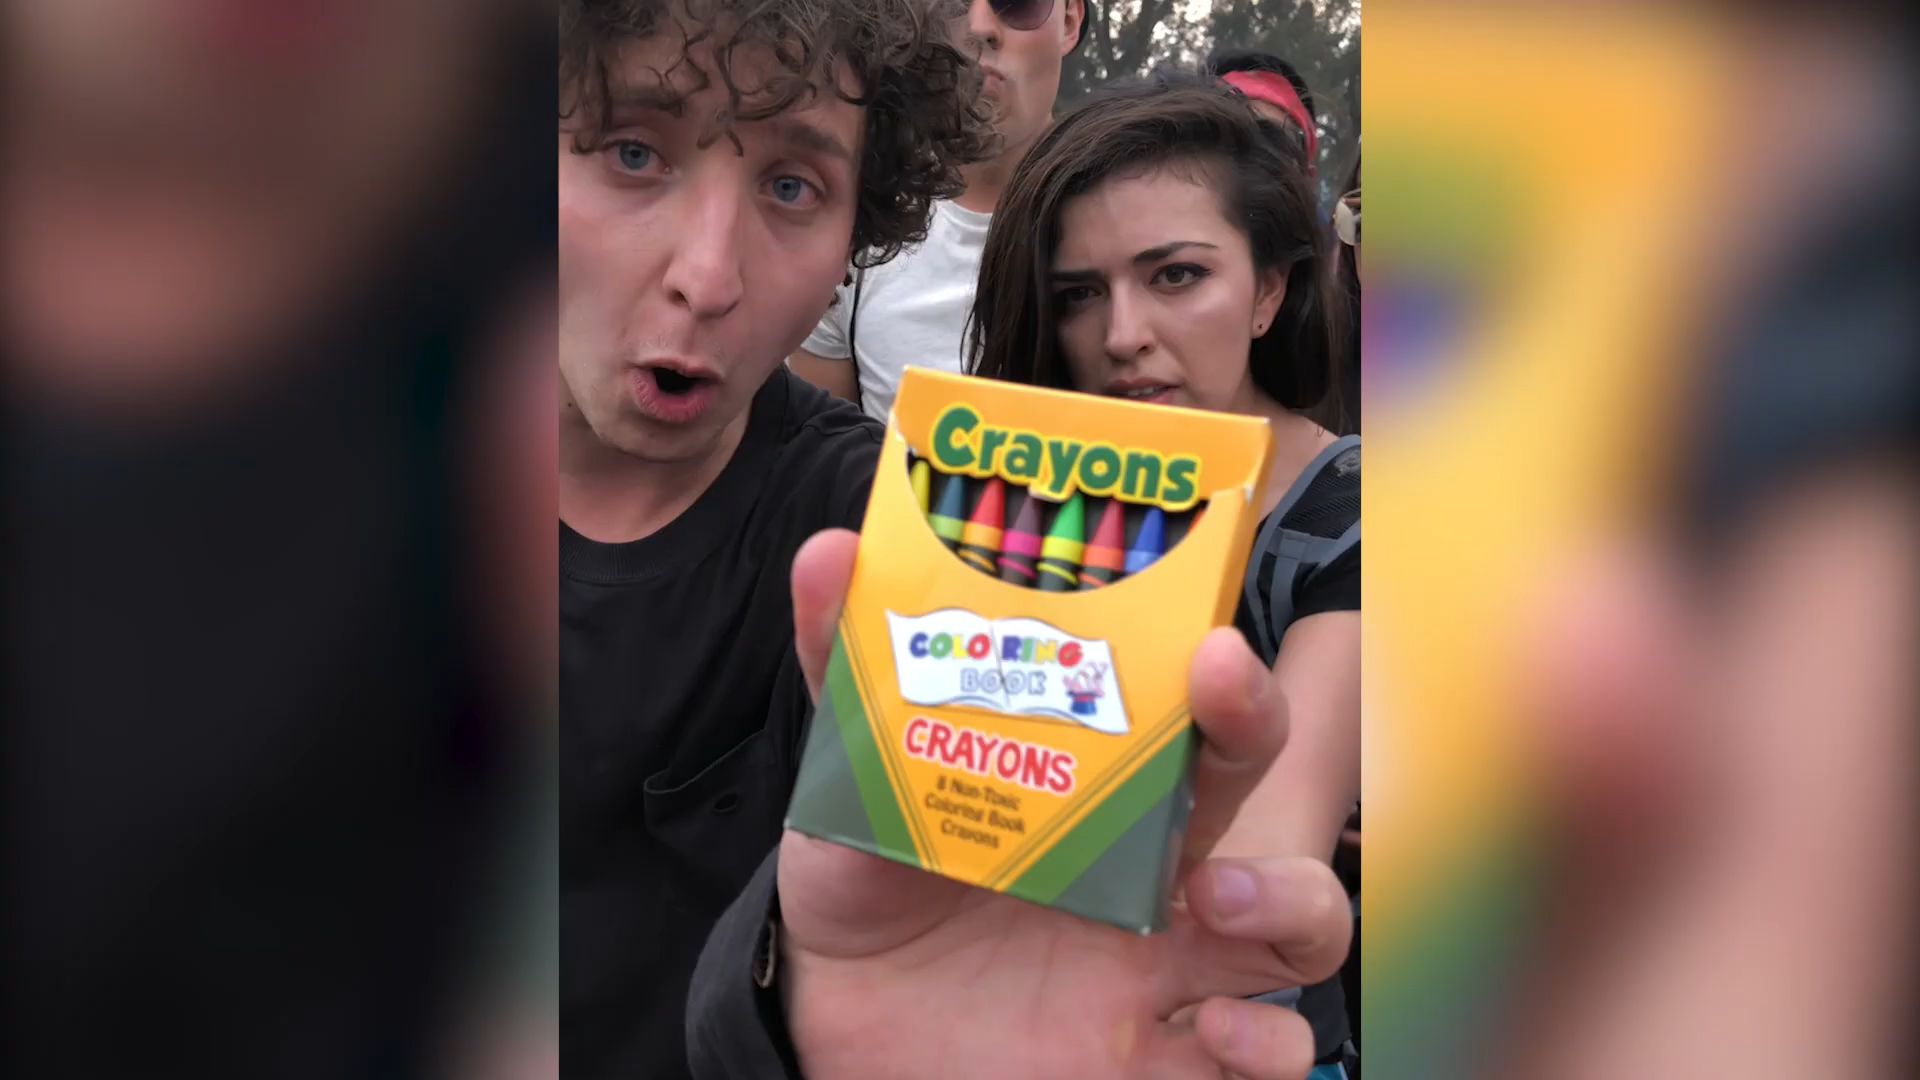 Crayons
COLORING
BOOK
CRAYONS
8 Non-Toxic
Coloring Book
Crayons